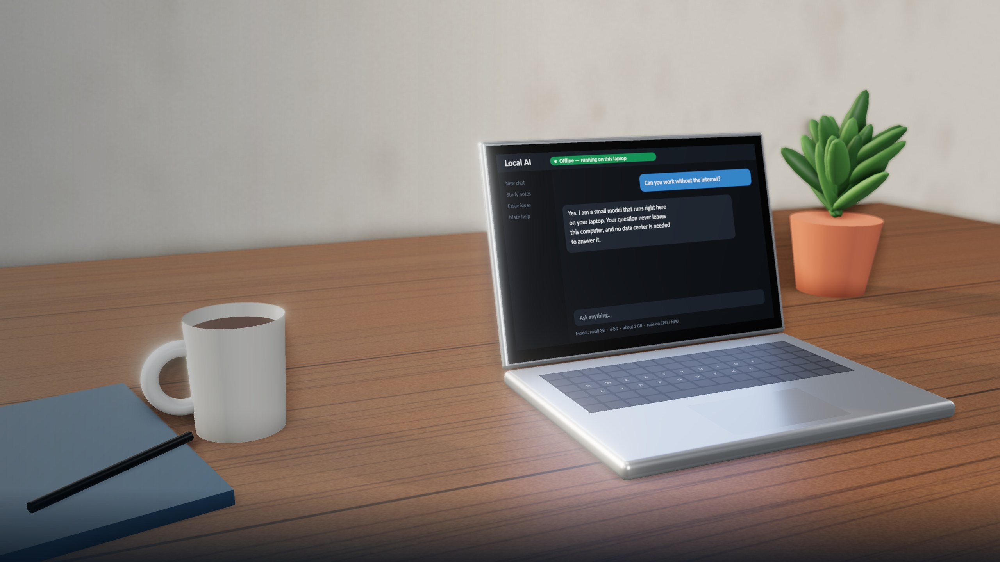 Local AI
Offline — running on this laptop
New chat
Study notes
Essay ideas
Math help
Can you work without the internet?
Yes. I am a small model that runs right here
on your laptop. Your question never leaves
this computer, and no data center is needed
to answer it.
Ask anything...
Model: small 3B · 4-bit · about 2 GB · runs on CPU / NPU
Q W E R T Y U I O P
A S D F G H J K L